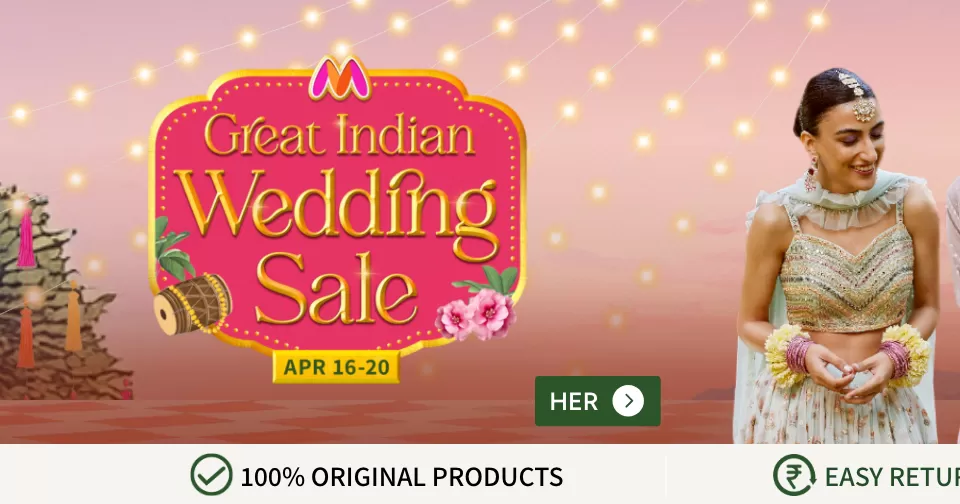 Great Indian
Wedding
Sale
APR 16-20
HER
100% ORIGINAL PRODUCTS
EASY RETUR